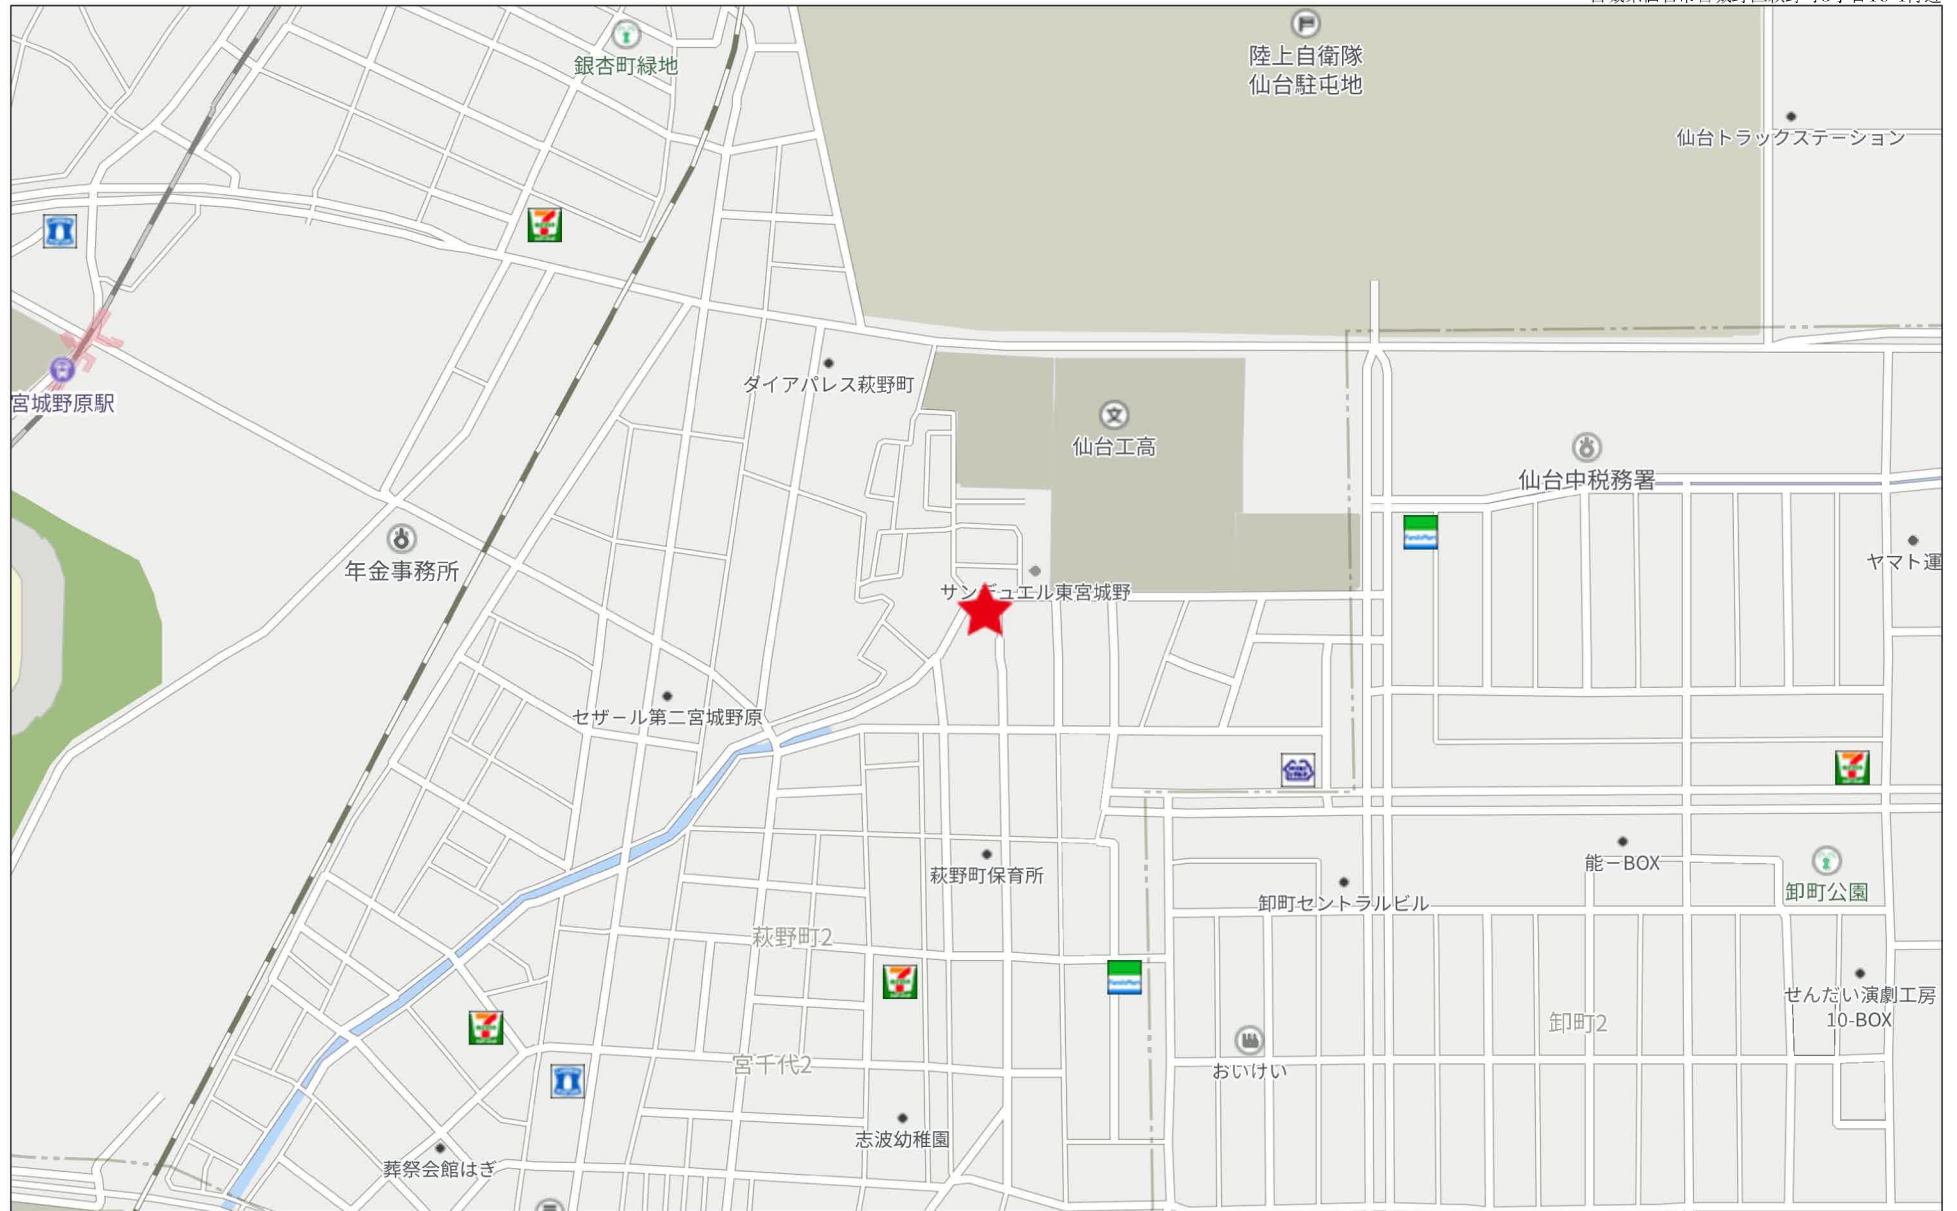 銀杏町緑地
陸上自衛隊
仙台駐屯地
仙台トラックステーション
ダイアパレス萩野町
宮城野原駅
仙台工高
仙台中税務署
年金事務所
ヤマト運
サンデュエル東宮城野
セザール第二宮城野原
萩野町保育所
能－BOX
卸町公園
卸町セントラルビル
萩野町2
せんだい演劇工房
10-BOX
卸町2
宮千代2
おいけい
志波幼稚園
葬祭会館はぎ